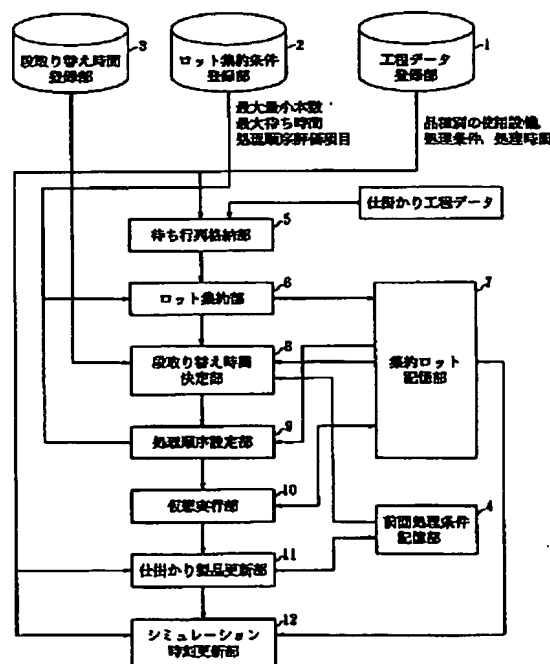 3
段取り替え時間
登録部
2
ロット集約条件
登録部
1
工程データ
登録部
最大最小本数
最大待ち時間
処理順序評価項目
品種別の使用設備,
処理条件, 処理時間
仕掛かり工程データ
5
待ち行列格納部
6
ロット集約部
7
集約ロット
記憶部
8
段取り替え時間
決定部
9
処理順序設定部
10
仮想実行部
4
前回処理条件
記憶部
11
仕掛かり製品更新部
12
シミュレーション
時刻更新部